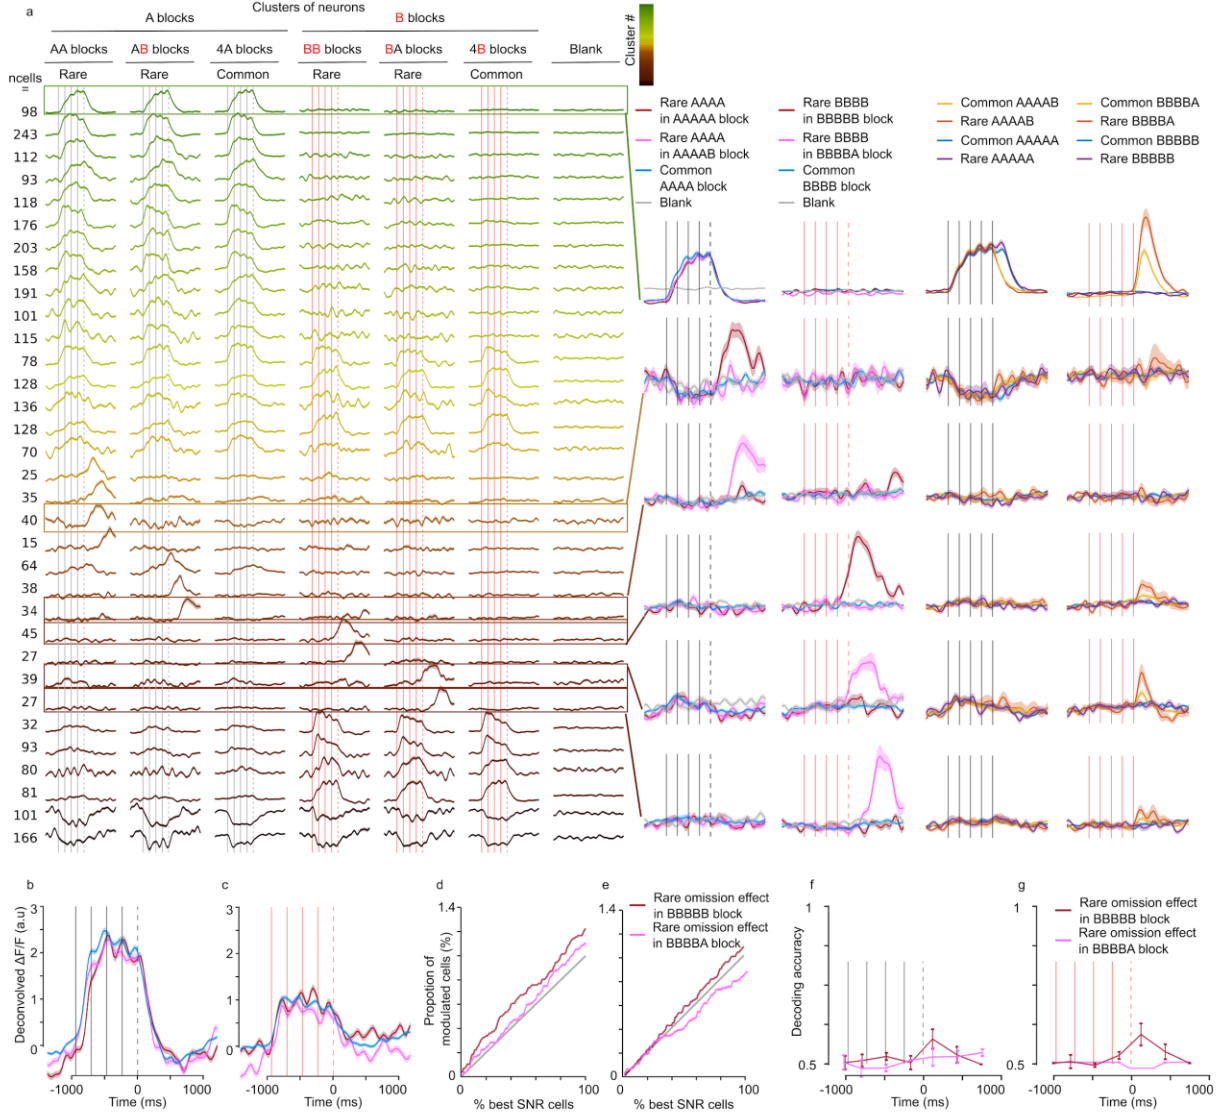 a
Clusters of neurons
A blocks
B blocks
AA blocks
AB blocks
4A blocks
BB blocks
BA blocks
4B blocks
Blank
Rare
Rare
Common
Rare
Rare
Common
Cluster #
ncells
=
98
243
112
93
118
176
203
158
191
101
115
78
128
136
128
70
25
35
40
15
64
38
34
45
27
39
27
32
93
80
81
101
166
Rare AAAA
in AAAAA block
Rare AAAA
in AAAAB block
Common
AAAA block
Blank
Rare BBBB
in BBBBB block
Rare BBBB
in BBBBA block
Common
BBBB block
Blank
Common AAAAB
Rare AAAAB
Common AAAAA
Rare AAAAA
Common BBBBA
Rare BBBBA
Common BBBBB
Rare BBBBB
b
Deconvolved ΔF/F (a.u)
3
2
1
0
-1000
0
1000
Time (ms)
c
3
2
1
0
-1000
0
1000
Time (ms)
d
Propotion of
modulated cells (%)
1.4
0
0
100
% best SNR cells
e
1.4
0
0
100
% best SNR cells
Rare omission effect
in BBBBB block
Rare omission effect
in BBBBA block
f
Decoding accuracy
1
0.5
-1000
0
1000
Time (ms)
g
1
0.5
-1000
0
1000
Time (ms)
Rare omission effect
in BBBBB block
Rare omission effect
in BBBBA block